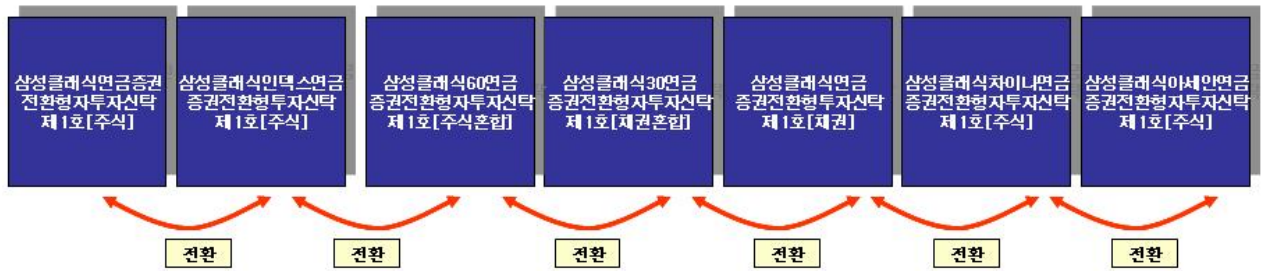 삼성클래식연금증권
전환형자투자신탁
제1호[주식]
삼성클래식인덱스연금
증권전환형자투자신탁
제1호[주식]
삼성클래식60연금
증권전환형자투자신탁
제1호[주식혼합]
삼성클래식30연금
증권전환형자투자신탁
제1호[채권혼합]
삼성클래식연금
증권전환형자투자신탁
제1호[채권]
삼성클래식차이나연금
증권전환형자투자신탁
제1호[주식]
삼성클래식아세안연금
증권전환형자투자신탁
제1호[주식]
전환
전환
전환
전환
전환
전환